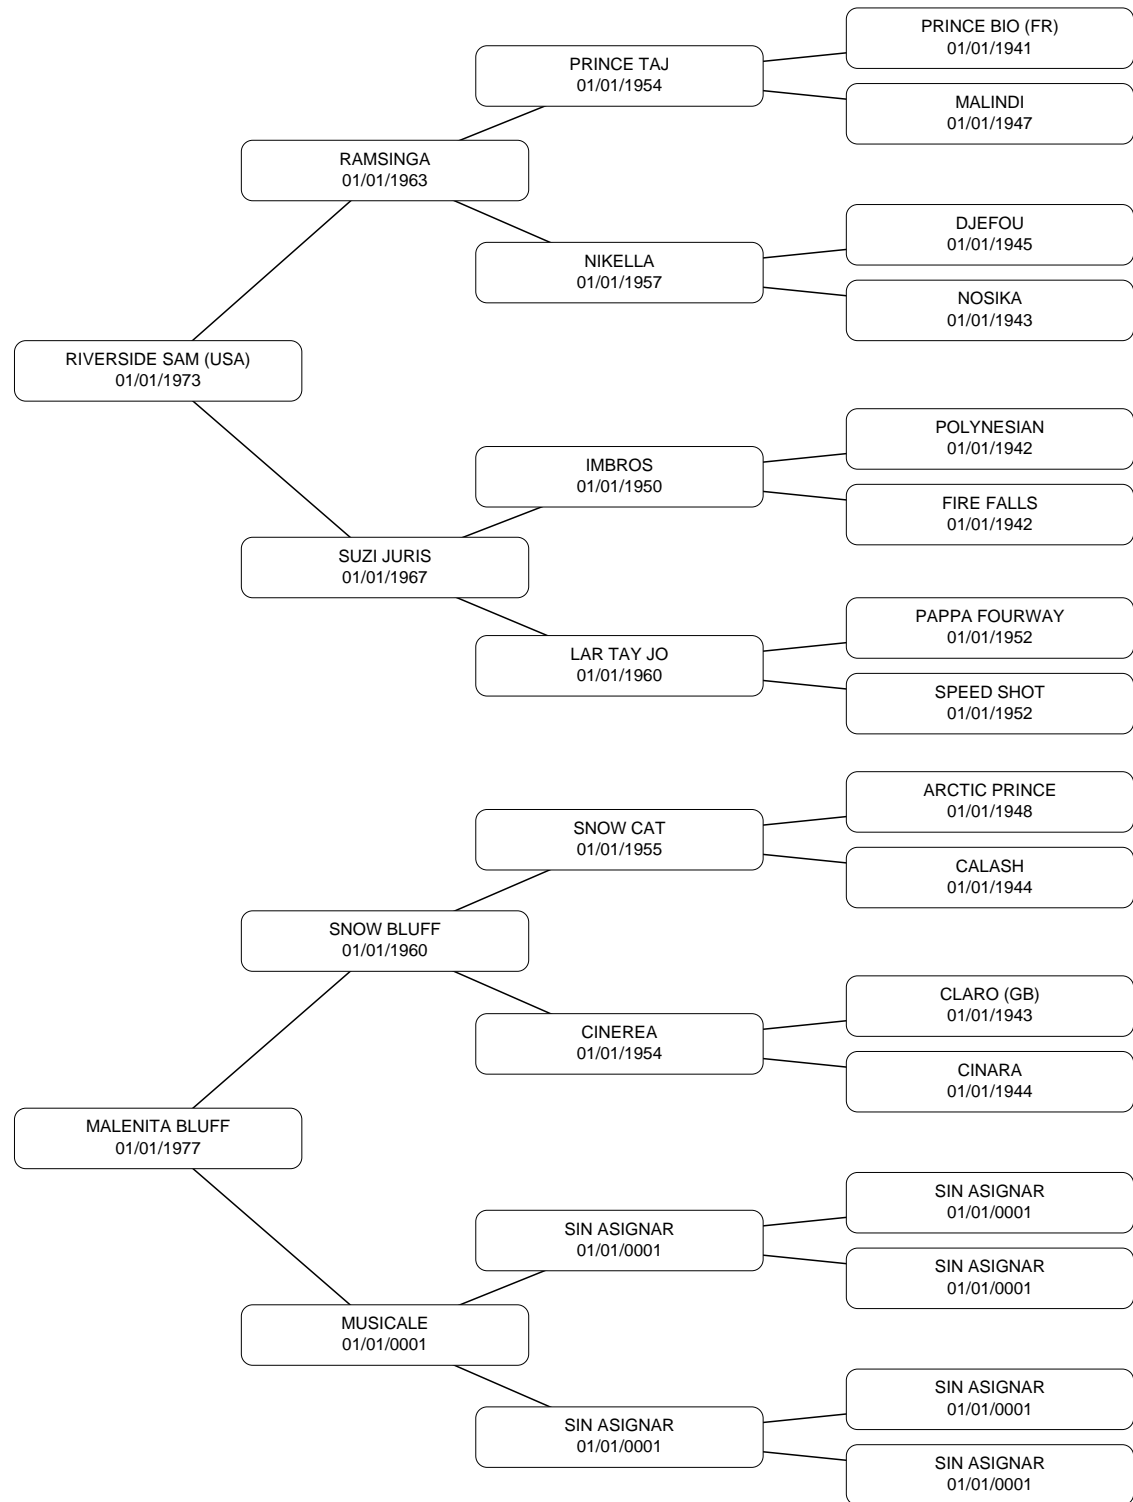 PRINCE BIO (FR)
01/01/1941
PRINCE TAJ
01/01/1954
MALINDI
01/01/1947
RAMSINGA
01/01/1963
DJEFOU
01/01/1945
NIKELLA
01/01/1957
NOSIKA
01/01/1943
RIVERSIDE SAM (USA)
01/01/1973
POLYNESIAN
01/01/1942
IMBROS
01/01/1950
FIRE FALLS
01/01/1942
SUZI JURIS
01/01/1967
PAPPA FOURWAY
01/01/1952
LAR TAY JO
01/01/1960
SPEED SHOT
01/01/1952
ARCTIC PRINCE
01/01/1948
SNOW CAT
01/01/1955
CALASH
01/01/1944
SNOW BLUFF
01/01/1960
CLARO (GB)
01/01/1943
CINEREA
01/01/1954
CINARA
01/01/1944
MALENITA BLUFF
01/01/1977
SIN ASIGNAR
01/01/0001
SIN ASIGNAR
01/01/0001
SIN ASIGNAR
01/01/0001
MUSICALE
01/01/0001
SIN ASIGNAR
01/01/0001
SIN ASIGNAR
01/01/0001
SIN ASIGNAR
01/01/0001